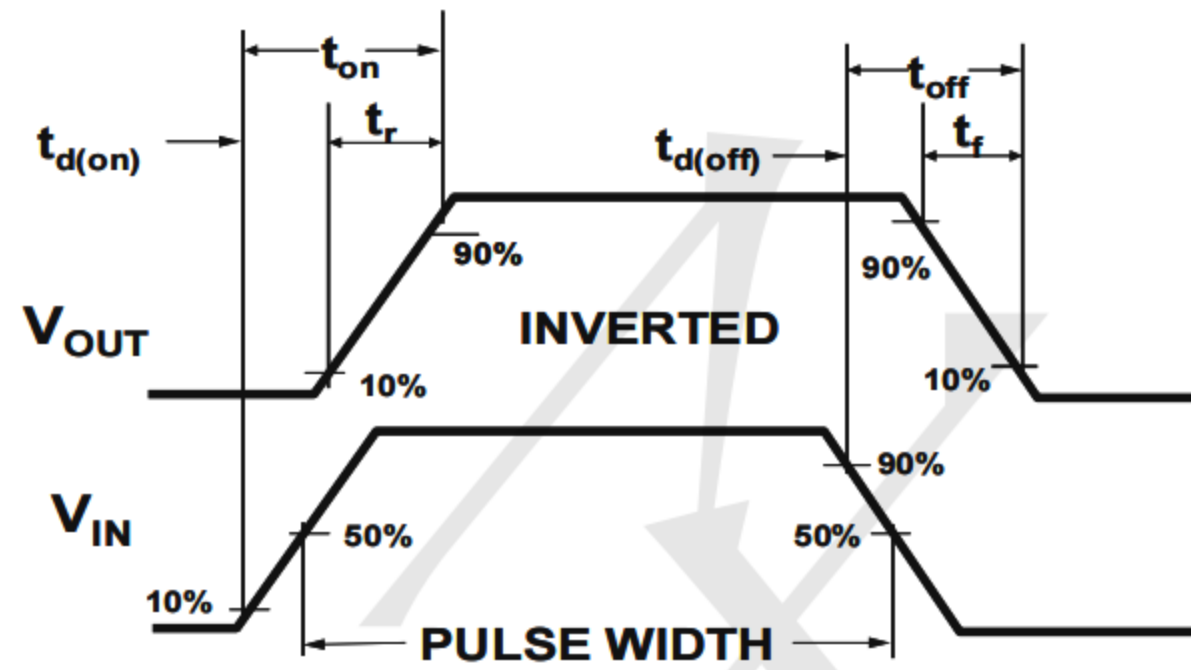 ton
toff
tr
tf
td(on)
td(off)
90%
90%
VOUT
INVERTED
10%
10%
90%
VIN
50%
50%
10%
PULSE WIDTH